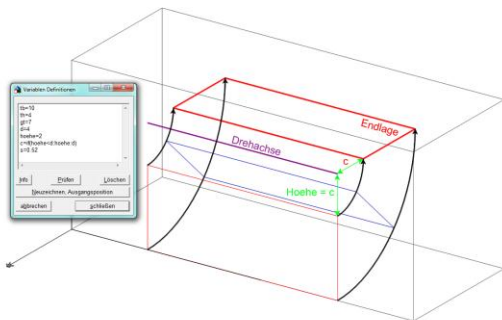 Variablen Definitionen
tb=10
th=4
gt=7
d=4
hoehe=2
c=if(hoehe<d:hoehe:d)
s=0.52
Info Prüfen Löschen
Neuzeichnen, Ausgangsposition
abbrechen schließen
Endlage
Drehachse
c
Hoehe = c